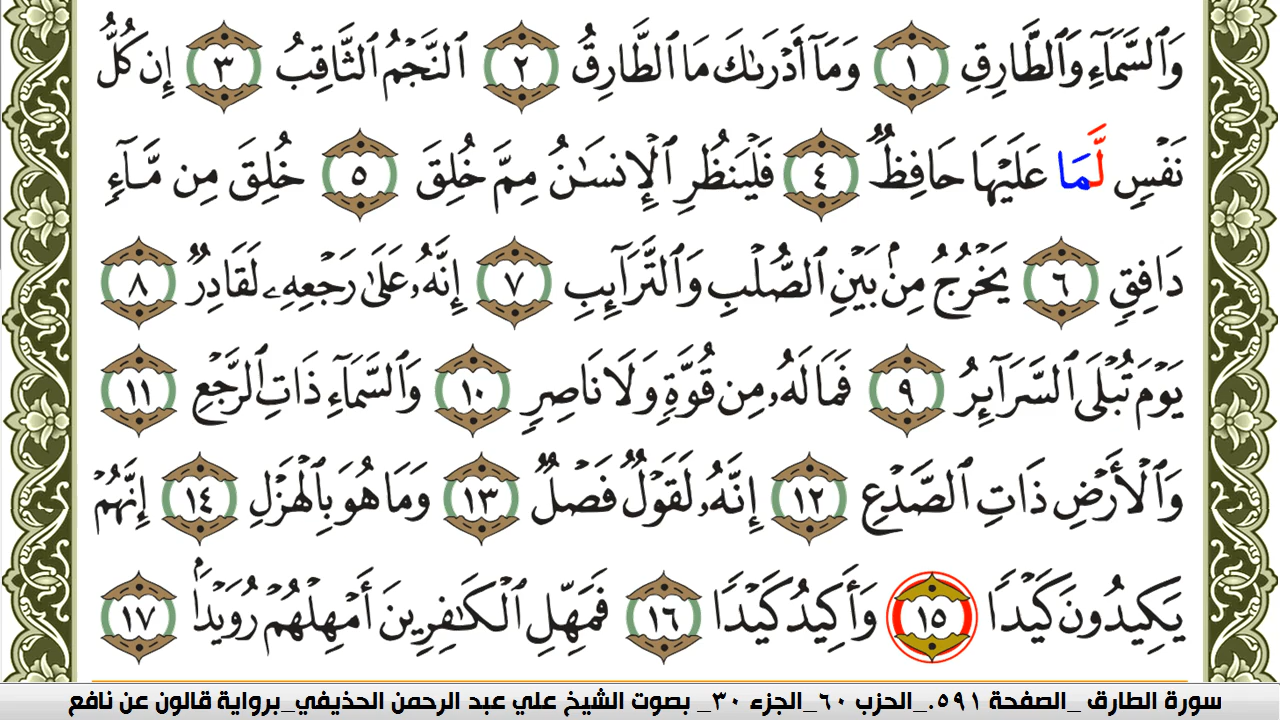 وَٱلسَّمَآءِ وَٱلطَّارِقِ ١ وَمَآ أَدْرَىٰكَ مَا ٱلطَّارِقُ ٢ ٱلنَّجْمُ ٱلثَّاقِبُ ٣ إِن كُلُّ
نَفْسٖ لَّمَا عَلَيْهَا حَافِظٞ ٤ فَلْيَنظُرِ ٱلْإِنسَٰنُ مِمَّ خُلِقَ ٥ خُلِقَ مِن مَّآءٖ
دَافِقٖ ٦ يَخْرُجُ مِنۢ بَيْنِ ٱلصُّلْبِ وَٱلتَّرَآئِبِ ٧ إِنَّهُۥ عَلَىٰ رَجْعِهِۦ لَقَادِرٞ ٨
يَوْمَ تُبْلَى ٱلسَّرَآئِرُ ٩ فَمَا لَهُۥ مِن قُوَّةٖ وَلَا نَاصِرٖ ١٠ وَٱلسَّمَآءِ ذَاتِ ٱلرَّجْعِ ١١
وَٱلْأَرْضِ ذَاتِ ٱلصَّدْعِ ١٢ إِنَّهُۥ لَقَوْلٞ فَصْلٞ ١٣ وَمَا هُوَ بِٱلْهَزْلِ ١٤ إِنَّهُمْ
يَكِيدُونَ كَيْدٗا ١٥ وَأَكِيدُ كَيْدٗا ١٦ فَمَهِّلِ ٱلْكَٰفِرِينَ أَمْهِلْهُمْ رُوَيْدَۢا ١٧
سورة الطارق _الصفحة ٥٩١._الحزب ٦٠_الجزء ٣٠_ بصوت الشيخ علي عبد الرحمن الحذيفي_برواية قالون عن نافع